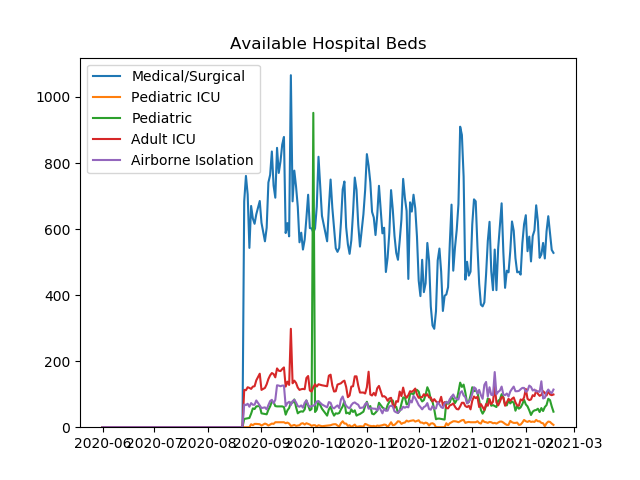 Available Hospital Beds
Medical/Surgical
Pediatric ICU
Pediatric
Adult ICU
Airborne Isolation
1000
800
600
400
200
0
2020-06 2020-07 2020-08 2020-09 2020-10 2020-11 2020-12 2021-01 2021-02 2021-03